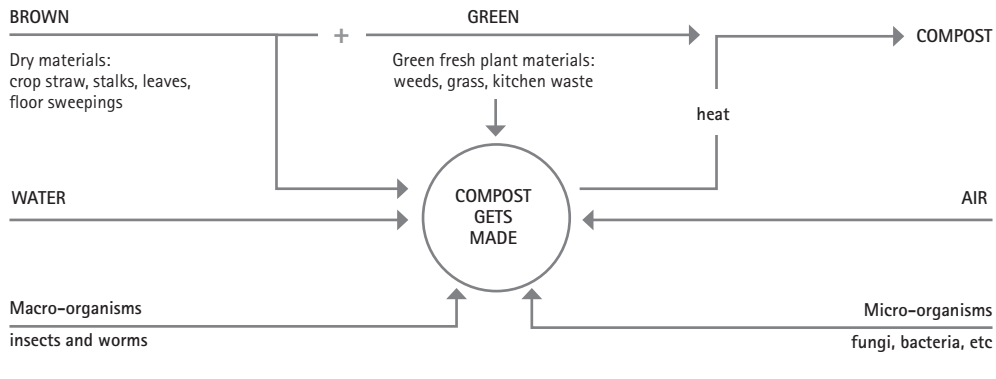 BROWN
+
GREEN
COMPOST
Dry materials:
crop straw, stalks, leaves,
floor sweepings
Green fresh plant materials:
weeds, grass, kitchen waste
heat
WATER
COMPOST
GETS
MADE
AIR
Macro-organisms
insects and worms
Micro-organisms
fungi, bacteria, etc